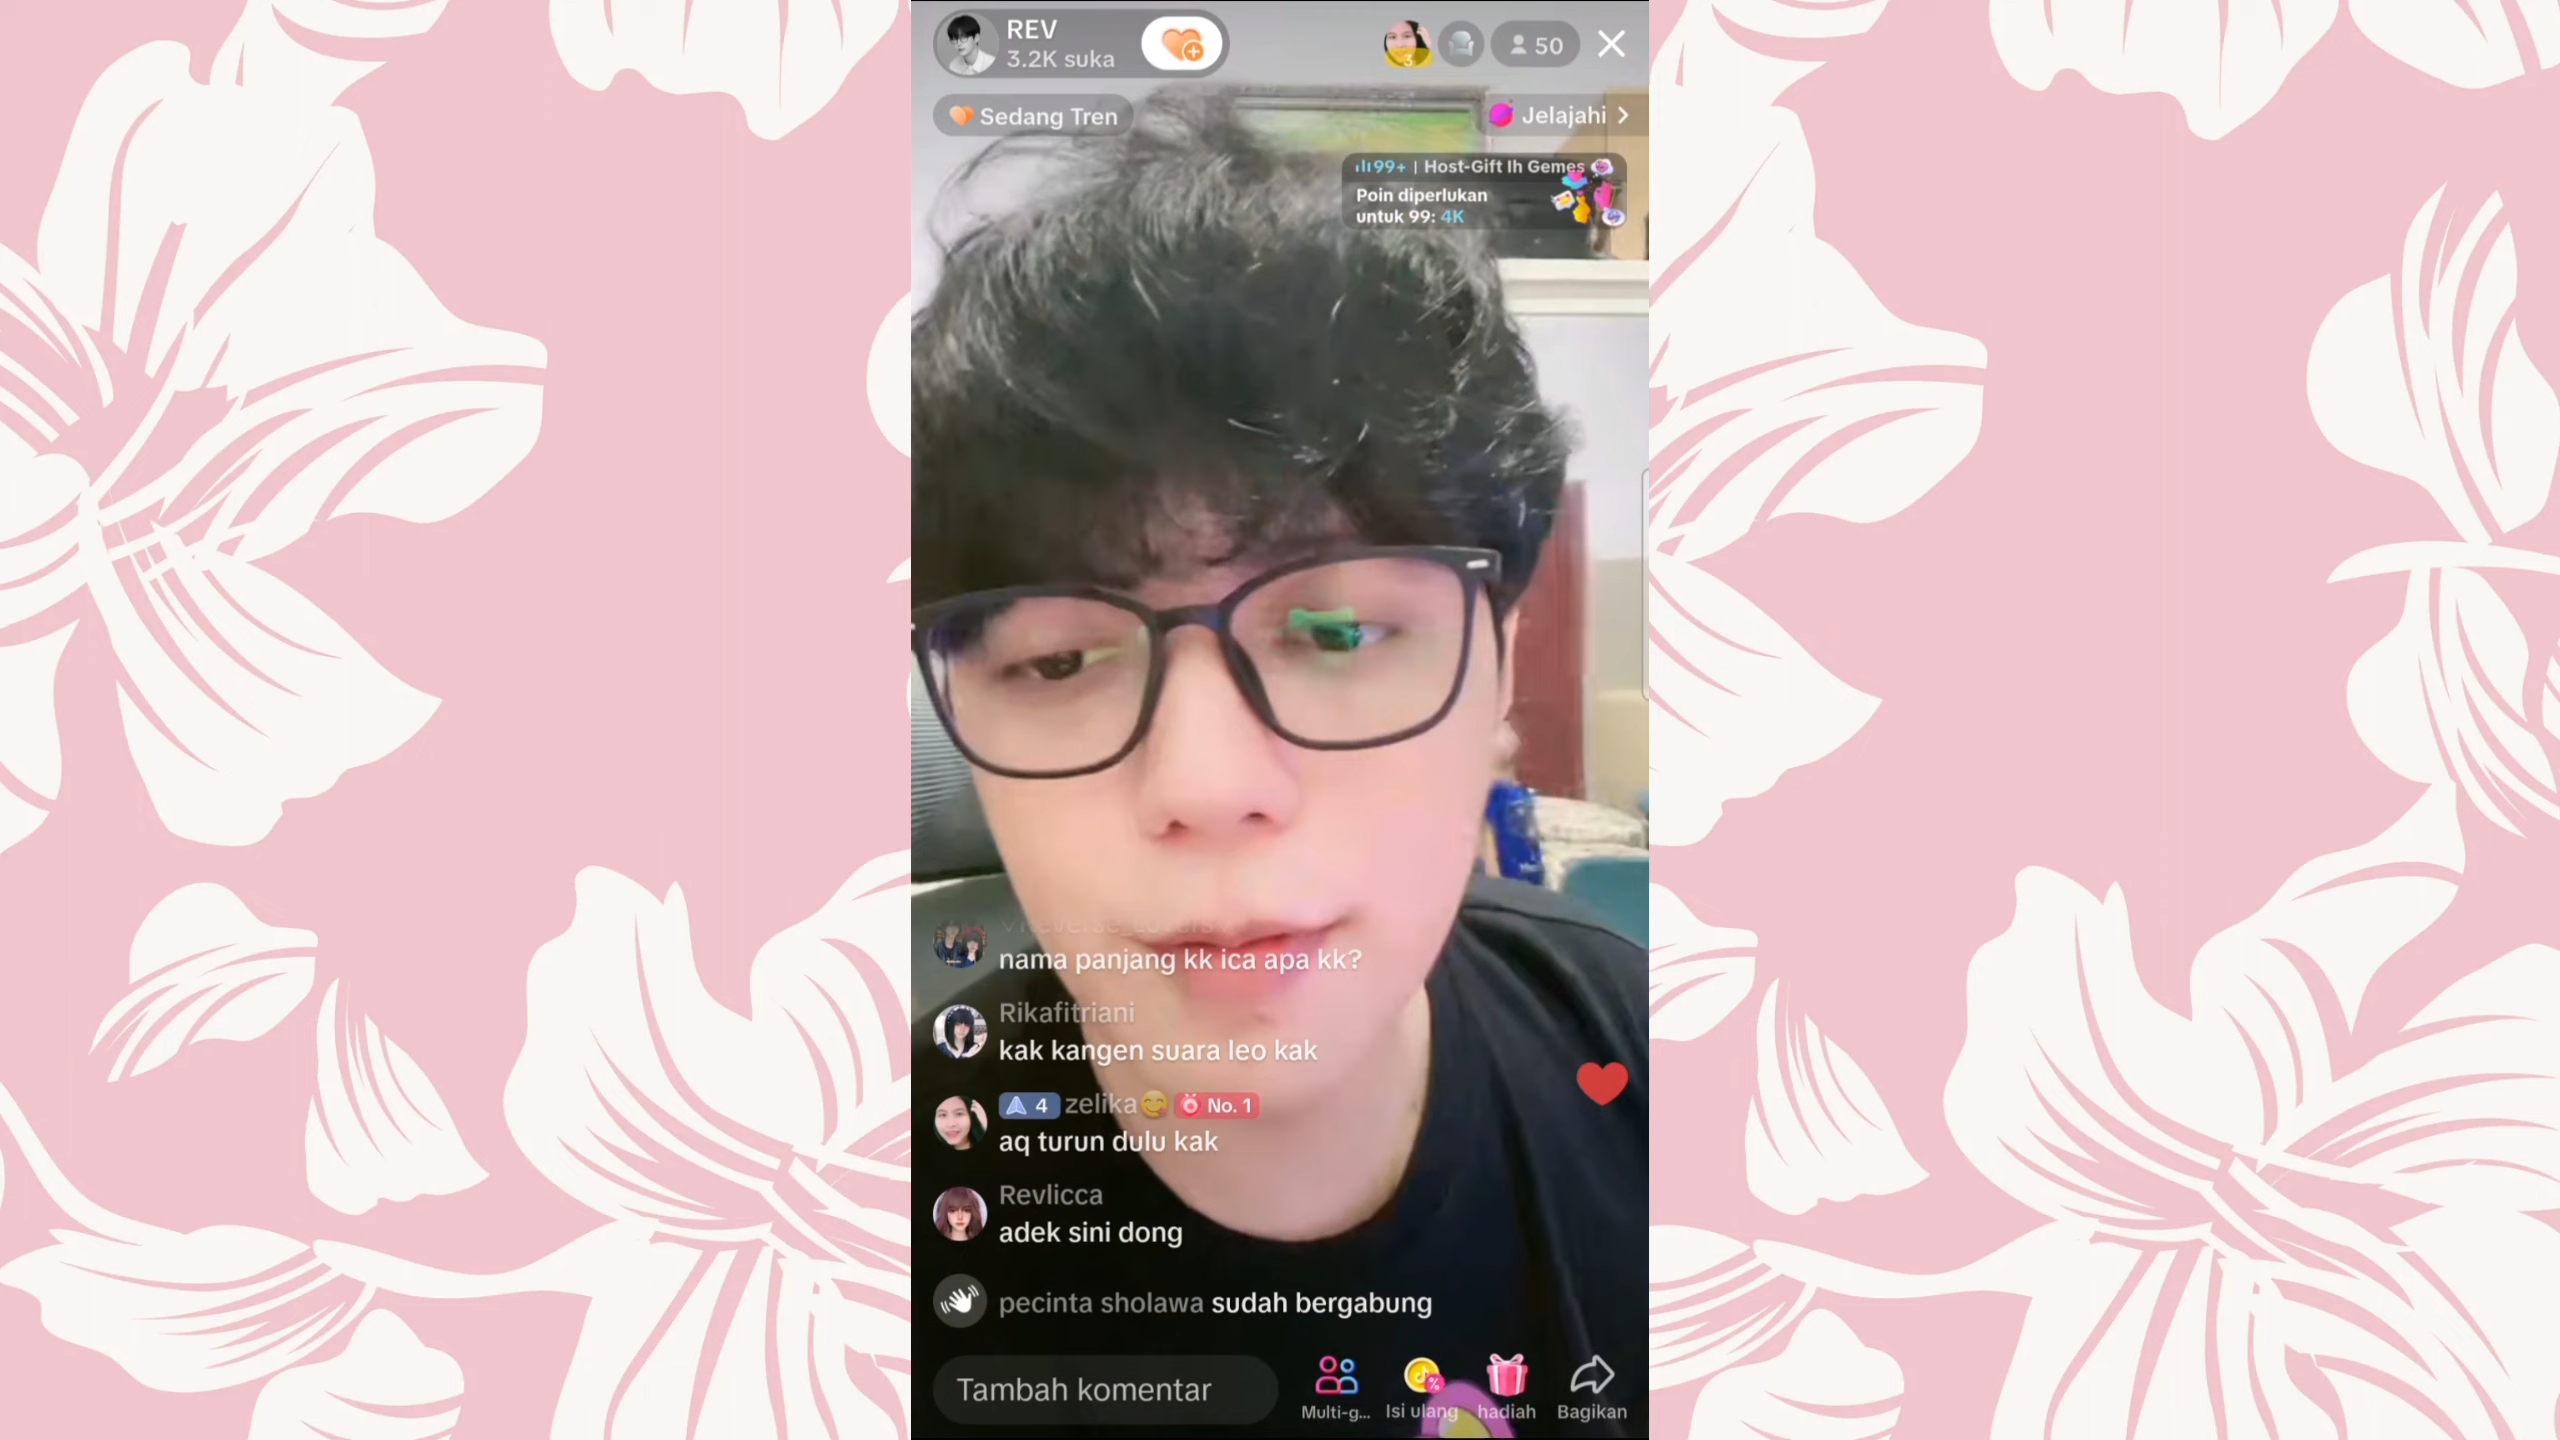 REV
3.2K suka
3
50
Sedang Tren
Jelajahi
99+ | Host-Gift Ih Gemes
Poin diperlukan
untuk 99: 4K
nama panjang kk ica apa kk?
Rikafitriani
kak kangen suara leo kak
4 zelika😋 No. 1
aq turun dulu kak
Revlicca
adek sini dong
pecinta sholawa sudah bergabung
Tambah komentar
Multi-g...
Isi ulang
hadiah
Bagikan